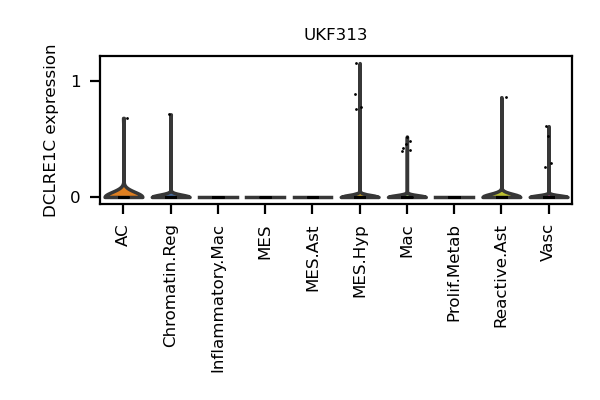 UKF313
DCLRE1C expression
1
0
AC
Chromatin.Reg
Inflammatory.Mac
MES
MES.Ast
MES.Hyp
Mac
Prolif.Metab
Reactive.Ast
Vasc